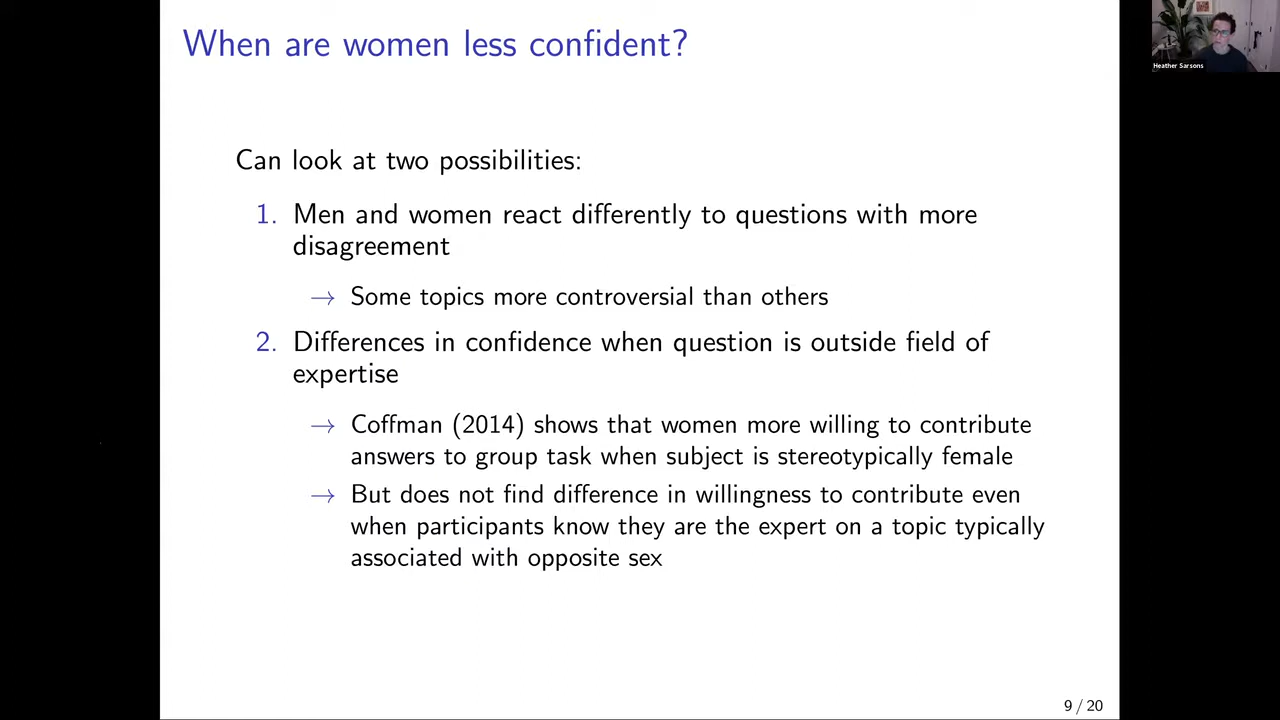 When are women less confident?
Heather Sarsons
Can look at two possibilities:
1. Men and women react differently to questions with more
disagreement
→ Some topics more controversial than others
2. Differences in confidence when question is outside field of
expertise
→ Coffman (2014) shows that women more willing to contribute
answers to group task when subject is stereotypically female
→ But does not find difference in willingness to contribute even
when participants know they are the expert on a topic typically
associated with opposite sex
9 / 20